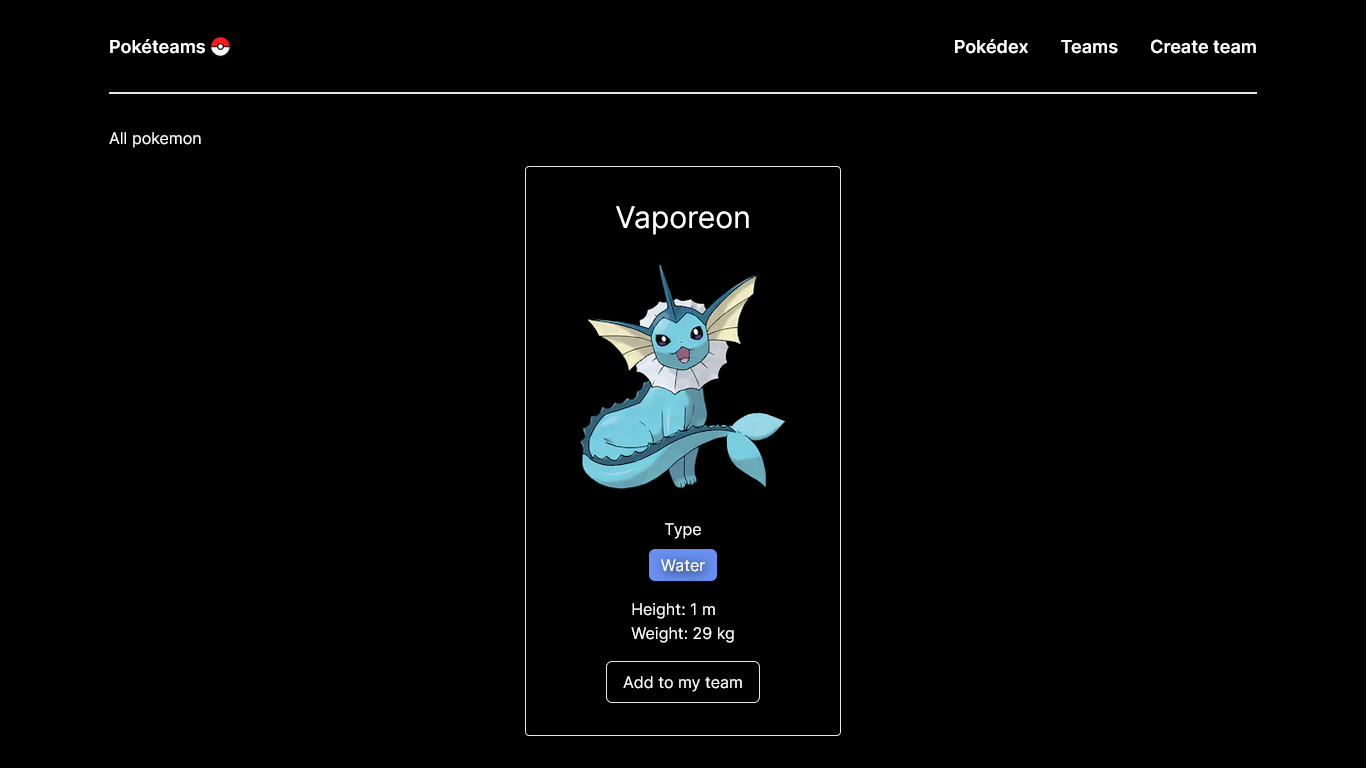 Pokéteams
Pokédex Teams Create team
All pokemon
Vaporeon
Type
Water
Height: 1 m
Weight: 29 kg
Add to my team